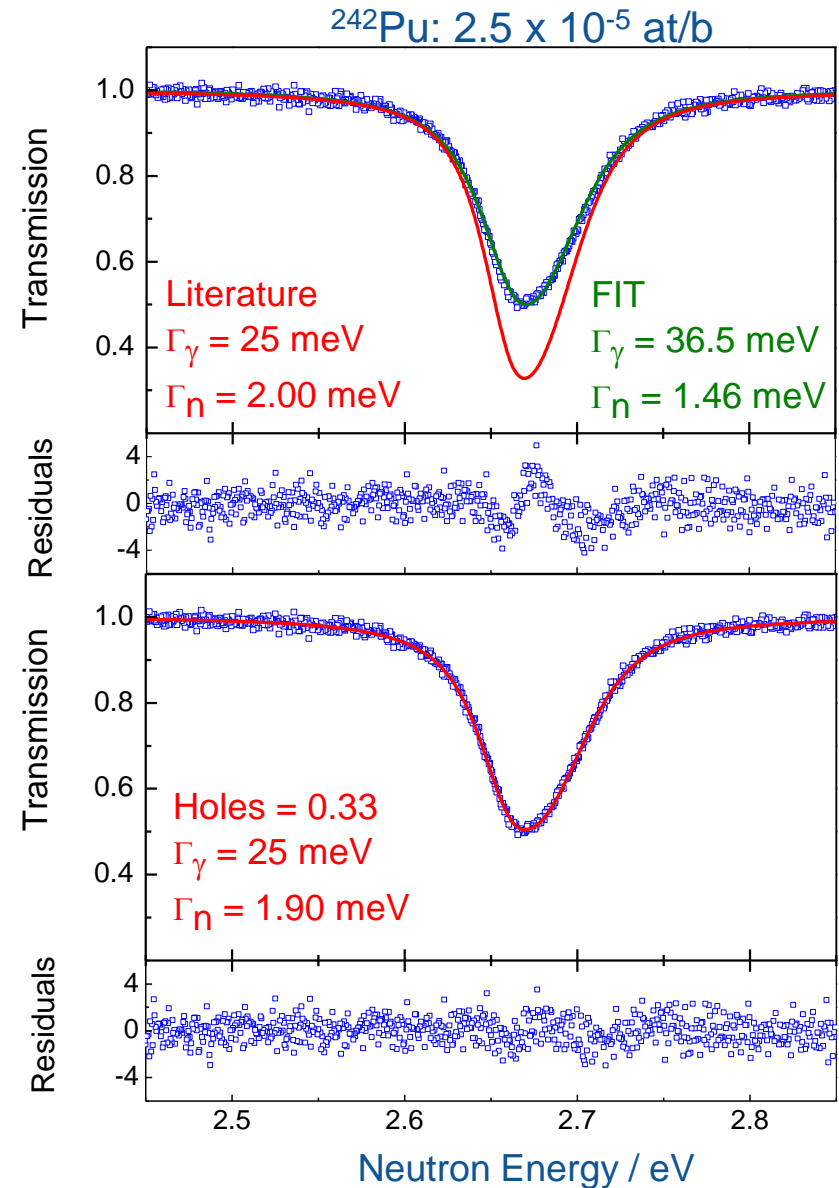 ²⁴²Pu: 2.5 x 10⁻⁵ at/b
Transmission
1.0
0.8
0.6
0.4
Literature
Γγ = 25 meV
Γn = 2.00 meV
FIT
Γγ = 36.5 meV
Γn = 1.46 meV
Residuals
4
0
-4
Transmission
1.0
0.8
0.6
0.4
Holes = 0.33
Γγ = 25 meV
Γn = 1.90 meV
Residuals
4
0
-4
2.5 2.6 2.7 2.8
Neutron Energy / eV